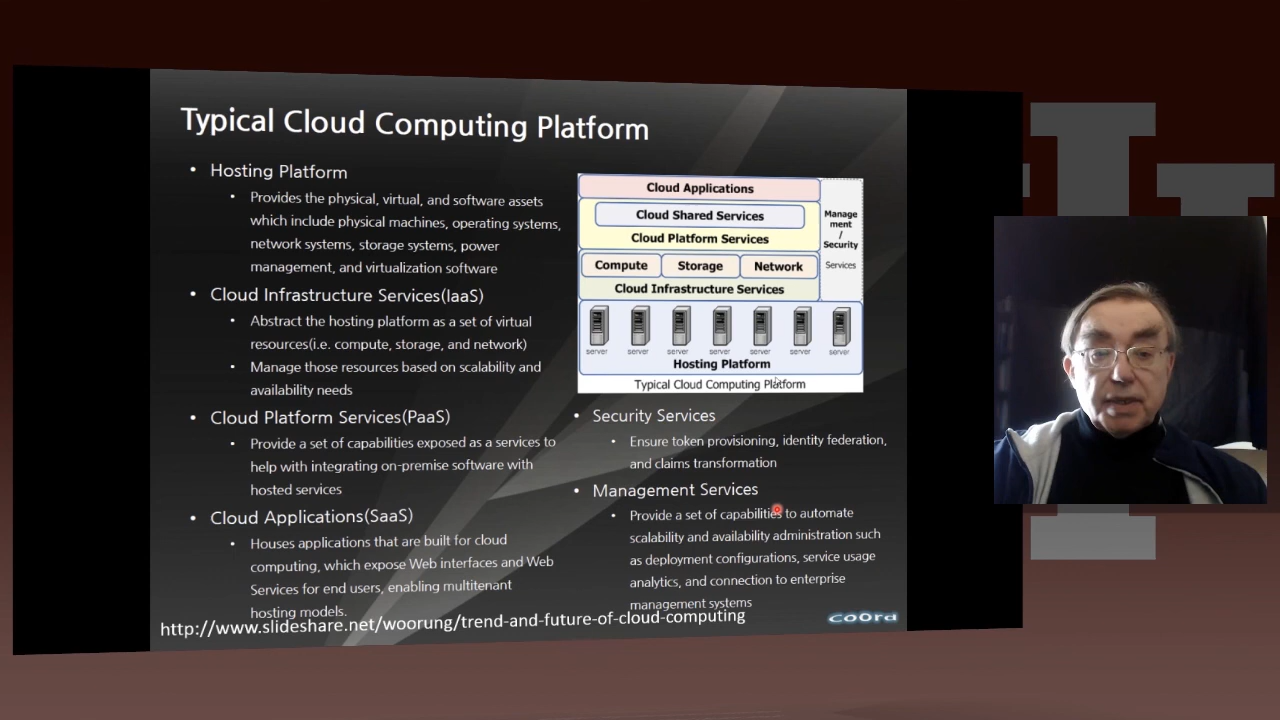 Typical Cloud Computing Platform
• Hosting Platform
• Provides the physical, virtual, and software assets
which include physical machines, operating systems,
network systems, storage systems, power
management, and virtualization software
• Cloud Infrastructure Services(IaaS)
• Abstract the hosting platform as a set of virtual
resources(i.e. compute, storage, and network)
• Manage those resources based on scalability and
availability needs
• Cloud Platform Services(PaaS)
• Provide a set of capabilities exposed as a services to
help with integrating on-premise software with
hosted services
• Cloud Applications(SaaS)
• Houses applications that are built for cloud
computing, which expose Web interfaces and Web
Services for end users, enabling multitenant
hosting models.
Cloud Applications
Cloud Shared Services
Cloud Platform Services
Compute Storage Network
Cloud Infrastructure Services
Manage
ment
/
Security
Services
server server server server server server server
Hosting Platform
Typical Cloud Computing Platform
• Security Services
• Ensure token provisioning, identity federation,
and claims transformation
• Management Services
• Provide a set of capabilities to automate
scalability and availability administration such
as deployment configurations, service usage
analytics, and connection to enterprise
management systems
http://www.slideshare.net/woorung/trend-and-future-of-cloud-computing
coord